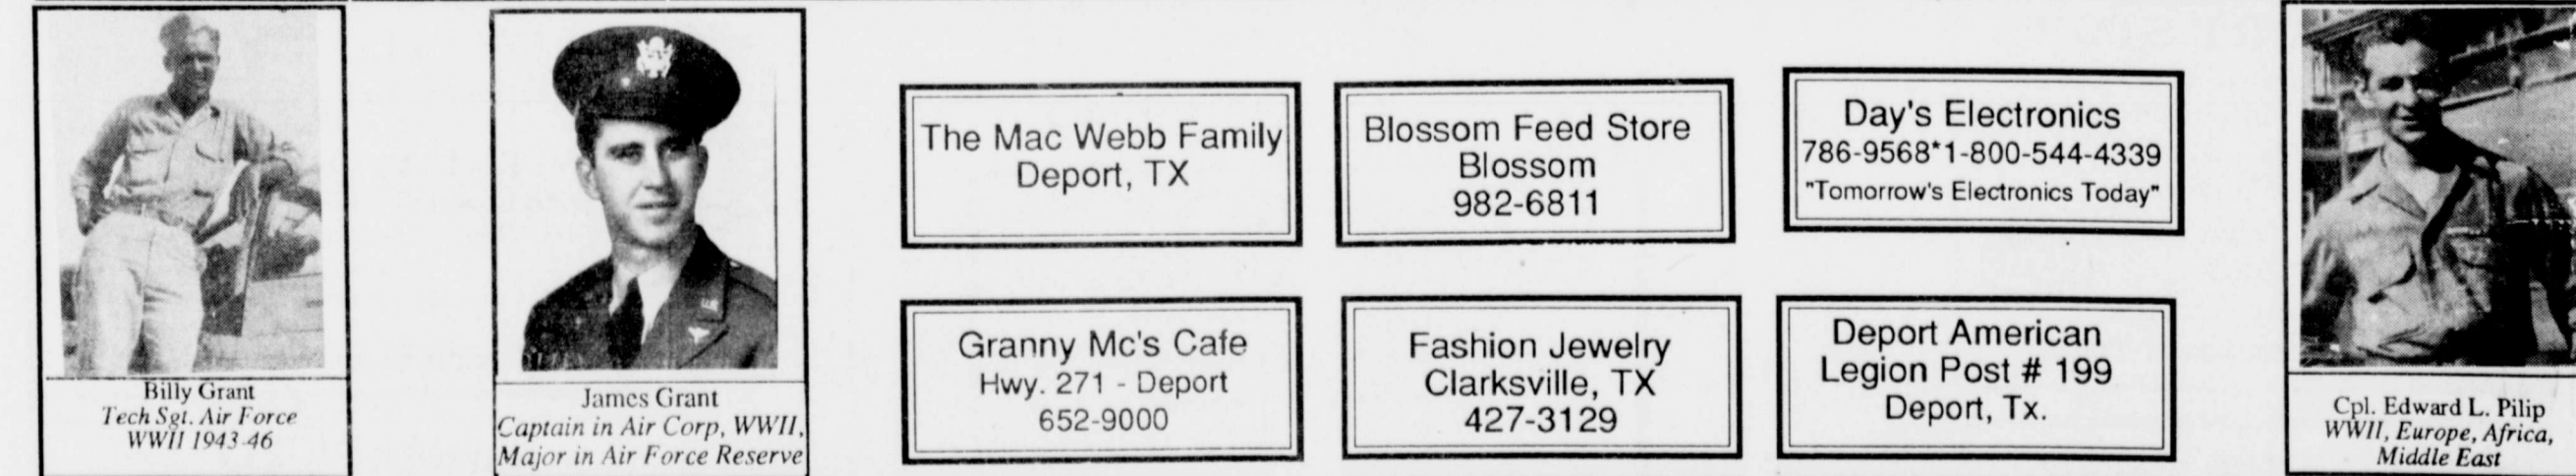 Billy Grant
Tech Sgt. Air Force
WWII 1943-46
James Grant
Captain in Air Corp, WWII,
Major in Air Force Reserve
The Mac Webb Family
Deport, TX
Blossom Feed Store
Blossom
982-6811
Day's Electronics
786-9568*1-800-544-4339
"Tomorrow's Electronics Today"
Granny Mc's Cafe
Hwy. 271 - Deport
652-9000
Fashion Jewelry
Clarksville, TX
427-3129
Deport American
Legion Post # 199
Deport, Tx.
Cpl. Edward L. Pilip
WWII, Europe, Africa,
Middle East